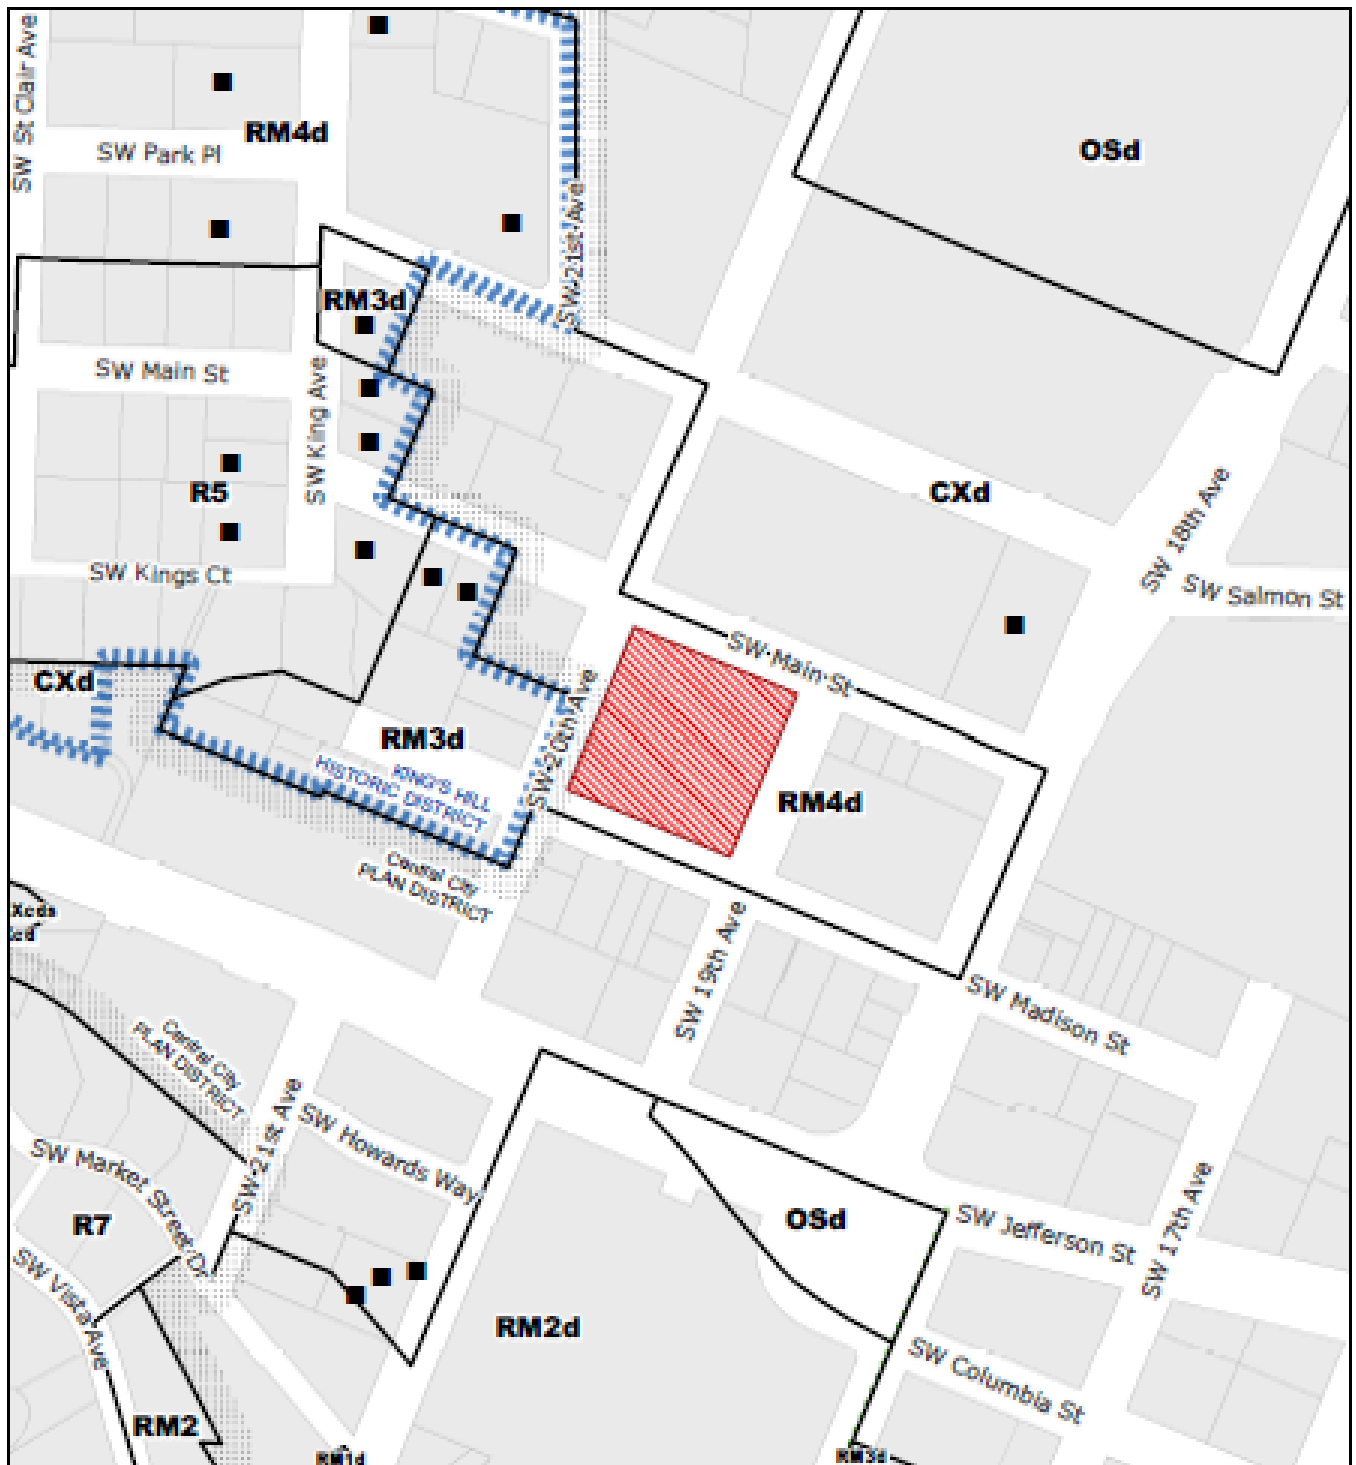 SW St Clair Ave
RM4d
SW Park Pl
OSd
SW 21st Ave
RM3d
SW Main St
SW King Ave
R5
CXd
SW 18th Ave
SW Kings Ct
SW Salmon St
SW Main St
CXd
SW 20th Ave
RM3d
KING'S HILL
HISTORIC DISTRICT
RM4d
Central City
PLAN DISTRICT
Xcds
cd
SW 19th Ave
SW Madison St
Central City
PLAN DISTRICT
SW 21st Ave
SW Howards Way
SW Market Street Dr
R7
OSd
SW Jefferson St
SW 17th Ave
SW Vista Ave
RM2d
SW Columbia St
RM2
RM1d
RM3d